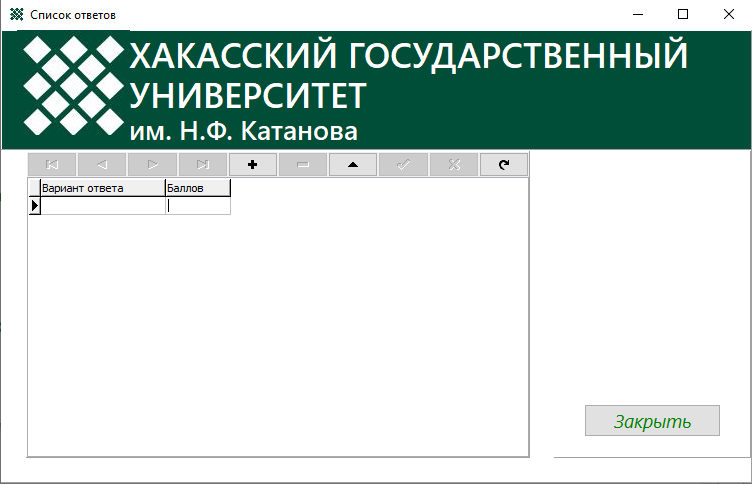 Список ответов
ХАКАССКИЙ ГОСУДАРСТВЕННЫЙ
УНИВЕРСИТЕТ
им. Н.Ф. Катанова
Вариант ответа Баллов
Закрыть